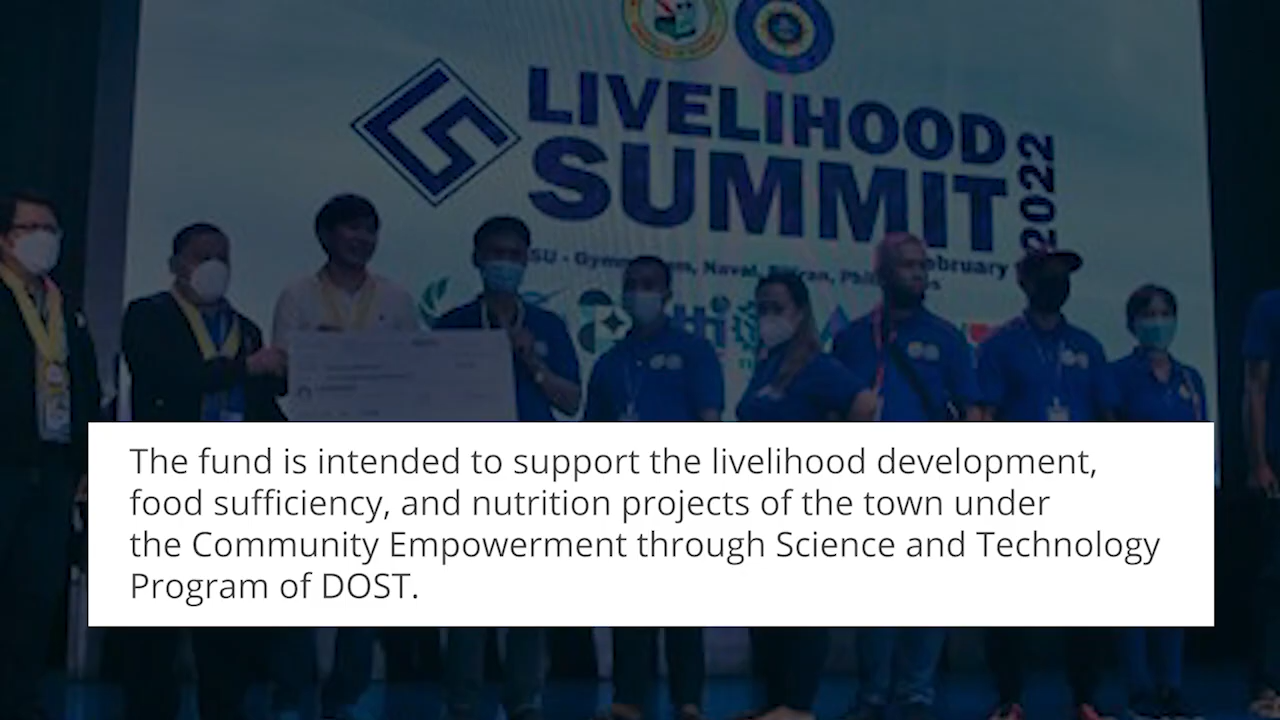 LIVELIHOOD
SUMMIT
2022
The fund is intended to support the livelihood development,
food sufficiency, and nutrition projects of the town under
the Community Empowerment through Science and Technology
Program of DOST.